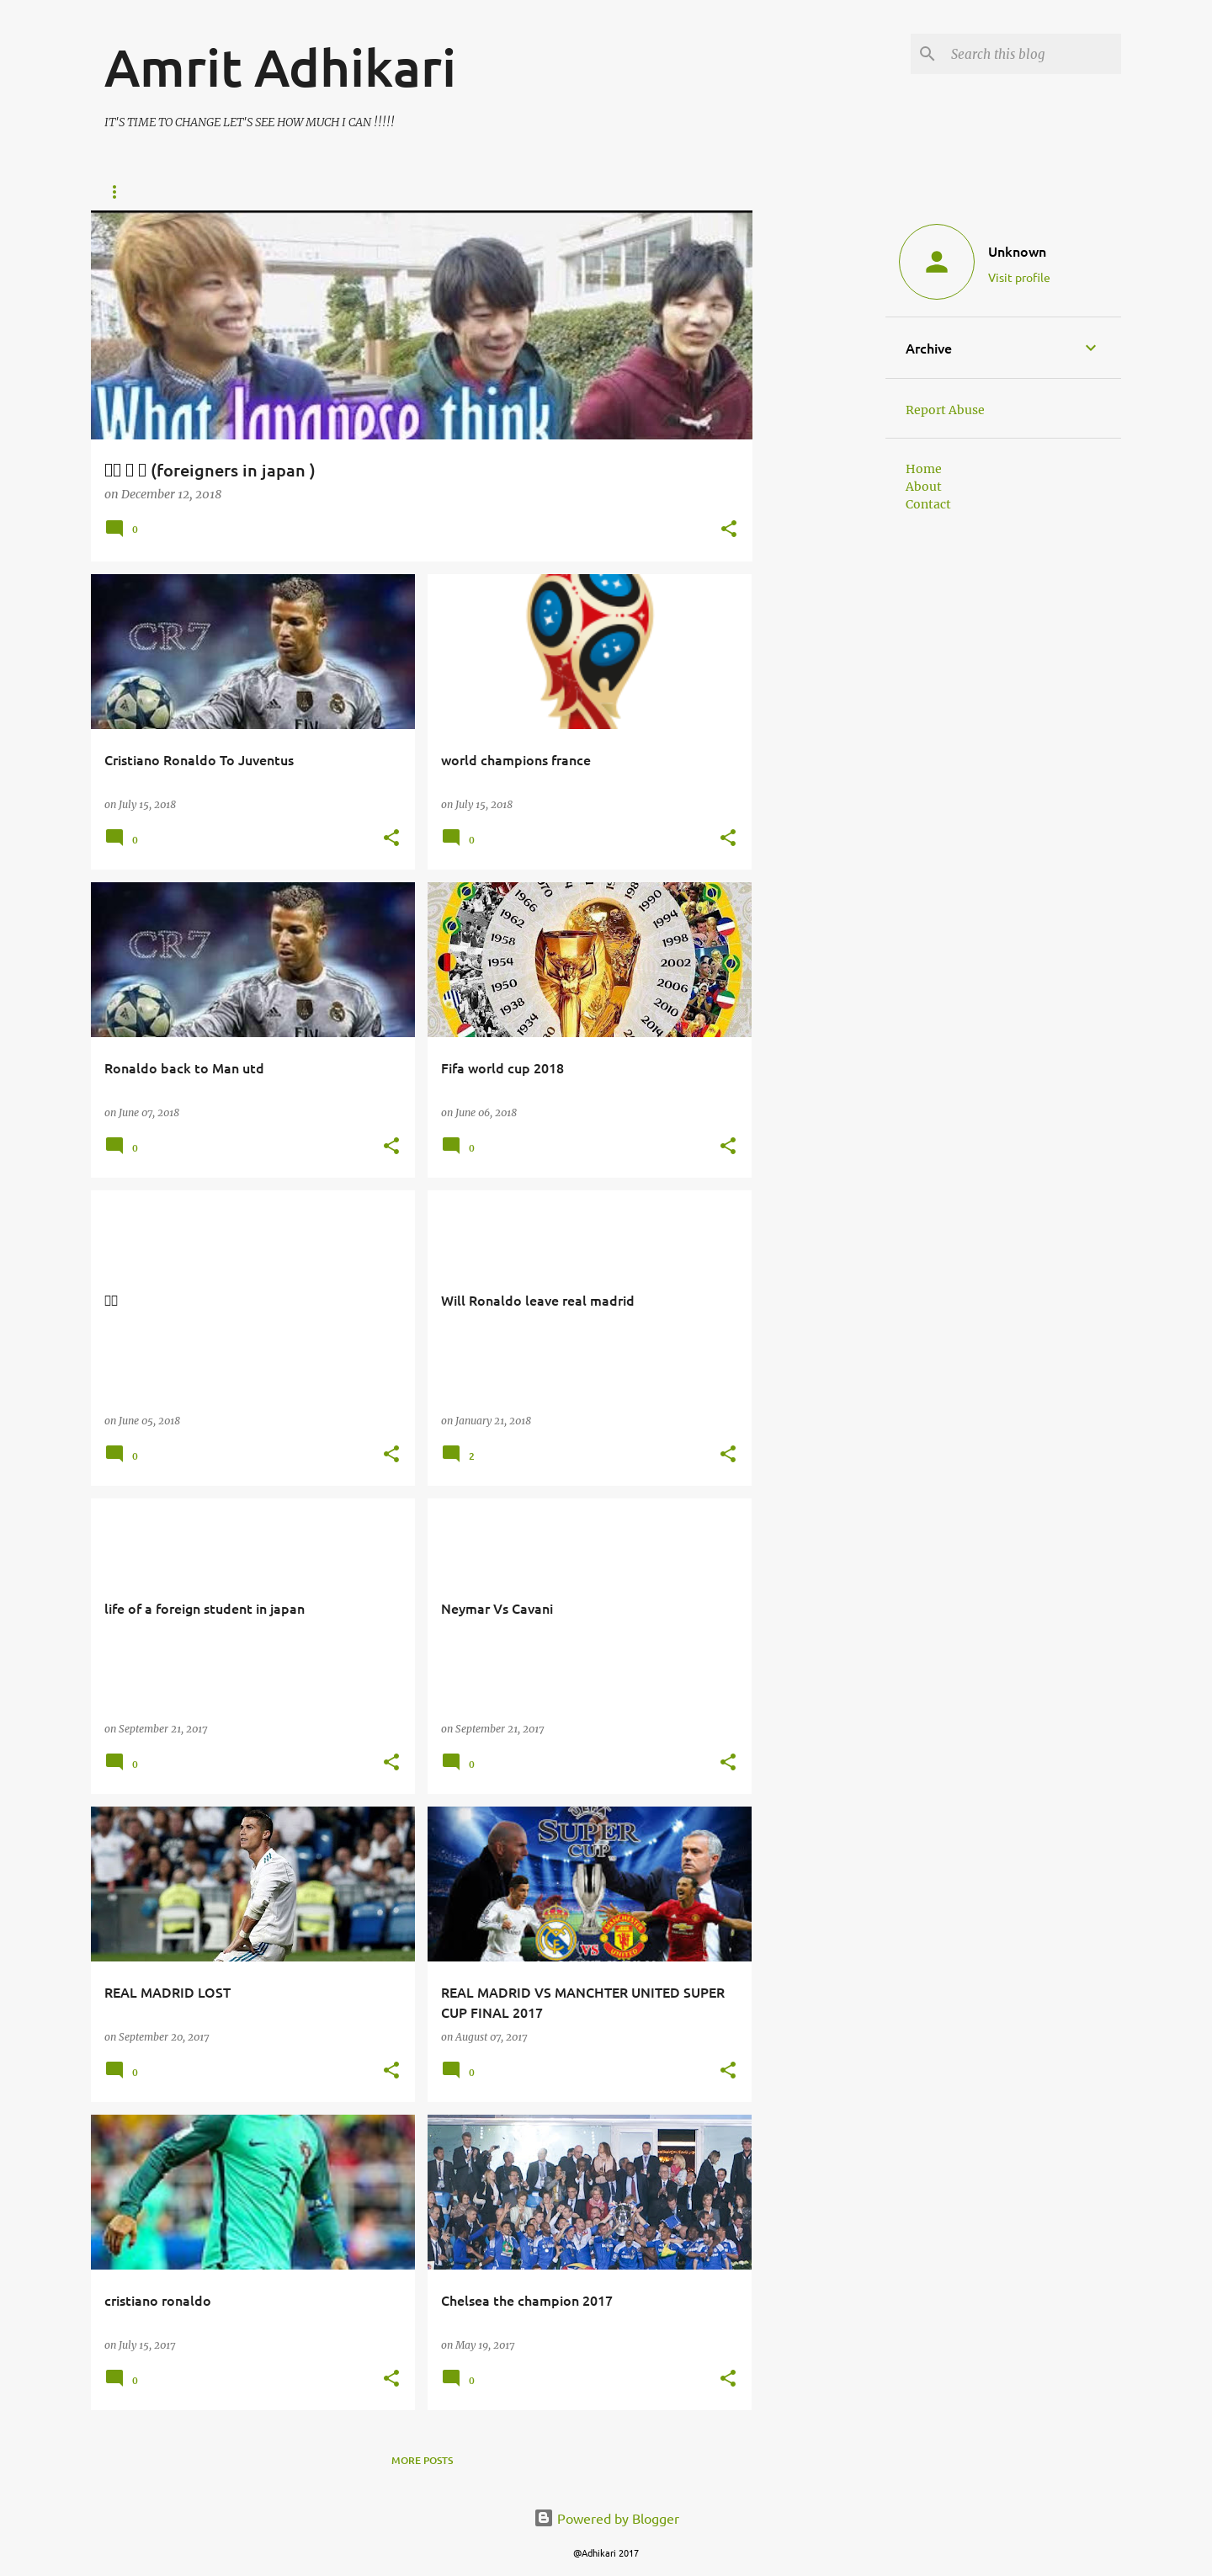 Amrit Adhikari
Search this blog
IT'S TIME TO CHANGE LET'S SEE HOW MUCH I CAN !!!!!
What Japanese think
(foreigners in japan )
on December 12, 2018
0
Unknown
Visit profile
Archive
Report Abuse
Home
About
Contact
CR7
Cristiano Ronaldo To Juventus
on July 15, 2018
0
world champions france
on July 15, 2018
0
CR7
Ronaldo back to Man utd
on June 07, 2018
0
1970
1966
1962
1958
1954
1950
1938
1934
1990
1994
1998
2002
2006
2010
2014
Fifa world cup 2018
on June 06, 2018
0
on June 05, 2018
0
Will Ronaldo leave real madrid
on January 21, 2018
2
life of a foreign student in japan
on September 21, 2017
0
Neymar Vs Cavani
on September 21, 2017
0
REAL MADRID LOST
on September 20, 2017
0
SUPER
CUP
VS
REAL MADRID VS MANCHTER UNITED SUPER
CUP FINAL 2017
on August 07, 2017
0
7
cristiano ronaldo
on July 15, 2017
0
Chelsea the champion 2017
on May 19, 2017
0
MORE POSTS
Powered by Blogger
@Adhikari 2017